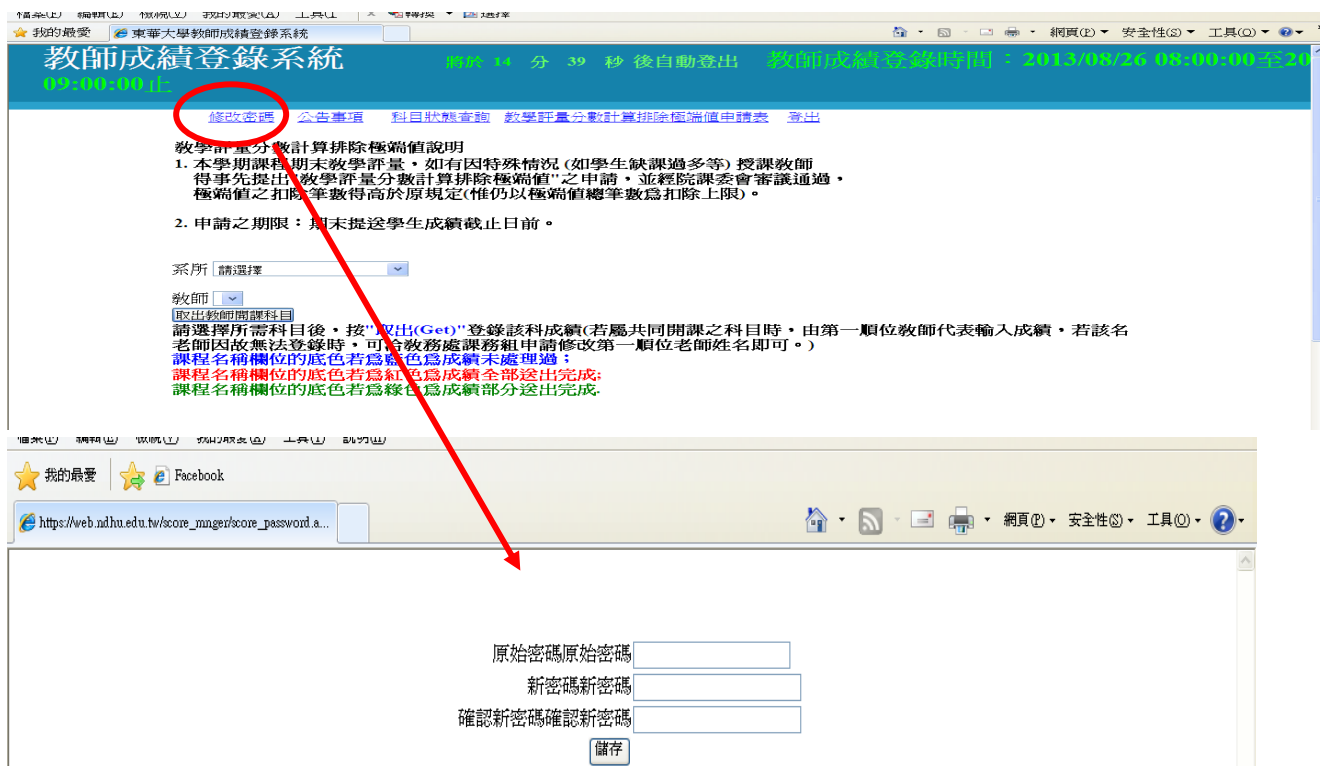 我的最愛 東華大學教師成績登錄系統 網頁(P) 安全性(S) 工具(O)
教師成績登錄系統 將於 14 分 39 秒 後自動登出 教師成績登錄時間：2013/08/26 08:00:00至20
09:00:00止
修改密碼 公告事項 科目狀態查詢 教學評量分數計算排除極端值申請表 登出
教學評量分數計算排除極端值說明
1. 本學期課程期末教學評量，如有因特殊情況 (如學生缺課過多等) 授課教師
得事先提出"教學評量分數計算排除極端值"之申請，並經院課委會審議通過，
極端值之扣除筆數得高於原規定(惟仍以極端值總筆數為扣除上限)。
2. 申請之期限：期末提送學生成績截止日前。
系所 請選擇
教師
取出教師開課科目
請選擇所需科目後，按"取出(Get)"登錄該科成績(若屬共同開課之科目時，由第一順位教師代表輸入成績，若該名
老師因故無法登錄時，可洽教務處課務組申請修改第一順位老師姓名即可。)
課程名稱欄位的底色若為藍色為成績未處理過；
課程名稱欄位的底色若為紅色為成績全部送出完成;
課程名稱欄位的底色若為綠色為成績部分送出完成.
我的最愛 Facebook
https://web.ndhu.edu.tw/score_mnger/score_password.a... 網頁(P) 安全性(S) 工具(O)
原始密碼原始密碼
新密碼新密碼
確認新密碼確認新密碼
儲存